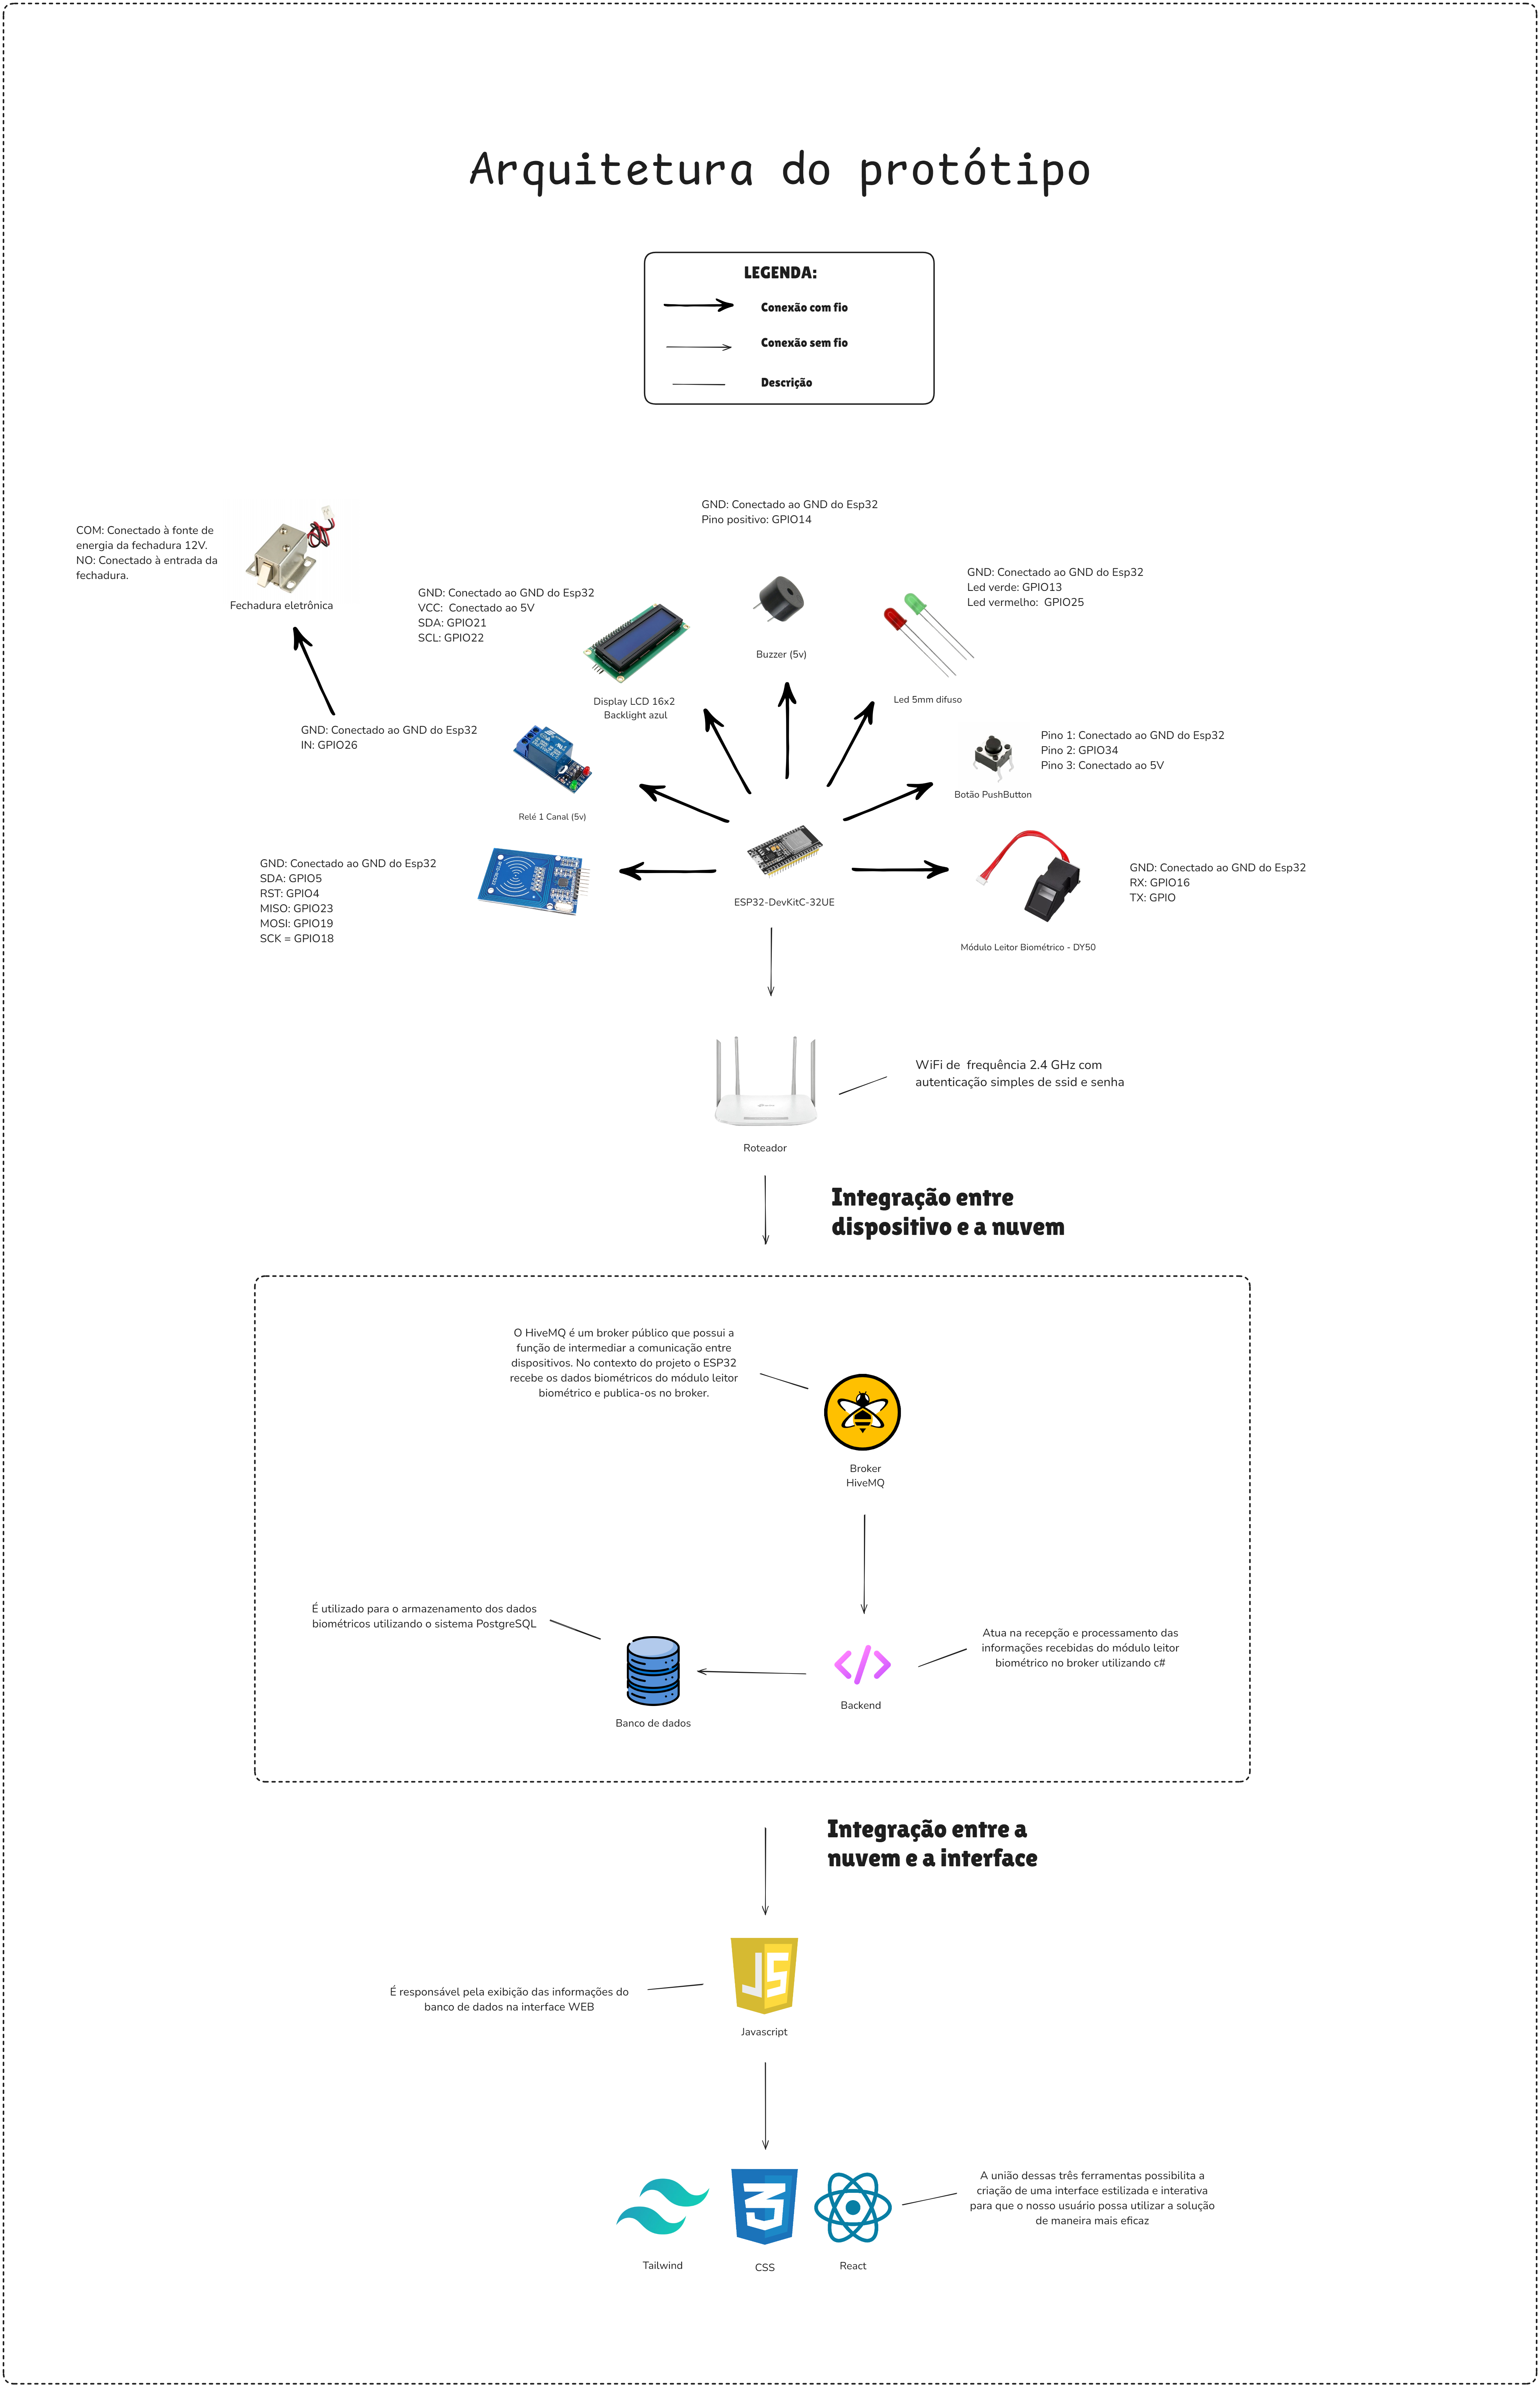 Arquitetura do protótipo
LEGENDA:
Conexão com fio
Conexão sem fio
Descrição
GND: Conectado ao GND do Esp32
Pino positivo: GPIO14
Buzzer (5v)
COM: Conectado à fonte de
energia da fechadura 12V.
NO: Conectado à entrada da
fechadura.
Fechadura eletrônica
GND: Conectado ao GND do Esp32
VCC:  Conectado ao 5V
SDA: GPIO21
SCL: GPIO22
Display LCD 16x2
Backlight azul
GND: Conectado ao GND do Esp32
Led verde: GPIO13
Led vermelho:  GPIO25
Led 5mm difuso
GND: Conectado ao GND do Esp32
IN: GPIO26
Relé 1 Canal (5v)
Pino 1: Conectado ao GND do Esp32
Pino 2: GPIO34
Pino 3: Conectado ao 5V
Botão PushButton
GND: Conectado ao GND do Esp32
SDA: GPIO5
RST: GPIO4
MISO: GPIO23
MOSI: GPIO19
SCK = GPIO18
ESP32-DevKitC-32UE
GND: Conectado ao GND do Esp32
RX: GPIO16
TX: GPIO
Módulo Leitor Biométrico - DY50
WiFi de  frequência 2.4 GHz com
autenticação simples de ssid e senha
Roteador
Integração entre
dispositivo e a nuvem
O HiveMQ é um broker público que possui a
função de intermediar a comunicação entre
dispositivos. No contexto do projeto o ESP32
recebe os dados biométricos do módulo leitor
biométrico e publica-os no broker.
Broker
HiveMQ
É utilizado para o armazenamento dos dados
biométricos utilizando o sistema PostgreSQL
Banco de dados
Atua na recepção e processamento das
informações recebidas do módulo leitor
biométrico no broker utilizando c#
Backend
Integração entre a
nuvem e a interface
JS
É responsável pela exibição das informações do
banco de dados na interface WEB
Javascript
3
A união dessas três ferramentas possibilita a
criação de uma interface estilizada e interativa
para que o nosso usuário possa utilizar a solução
de maneira mais eficaz
Tailwind
CSS
React